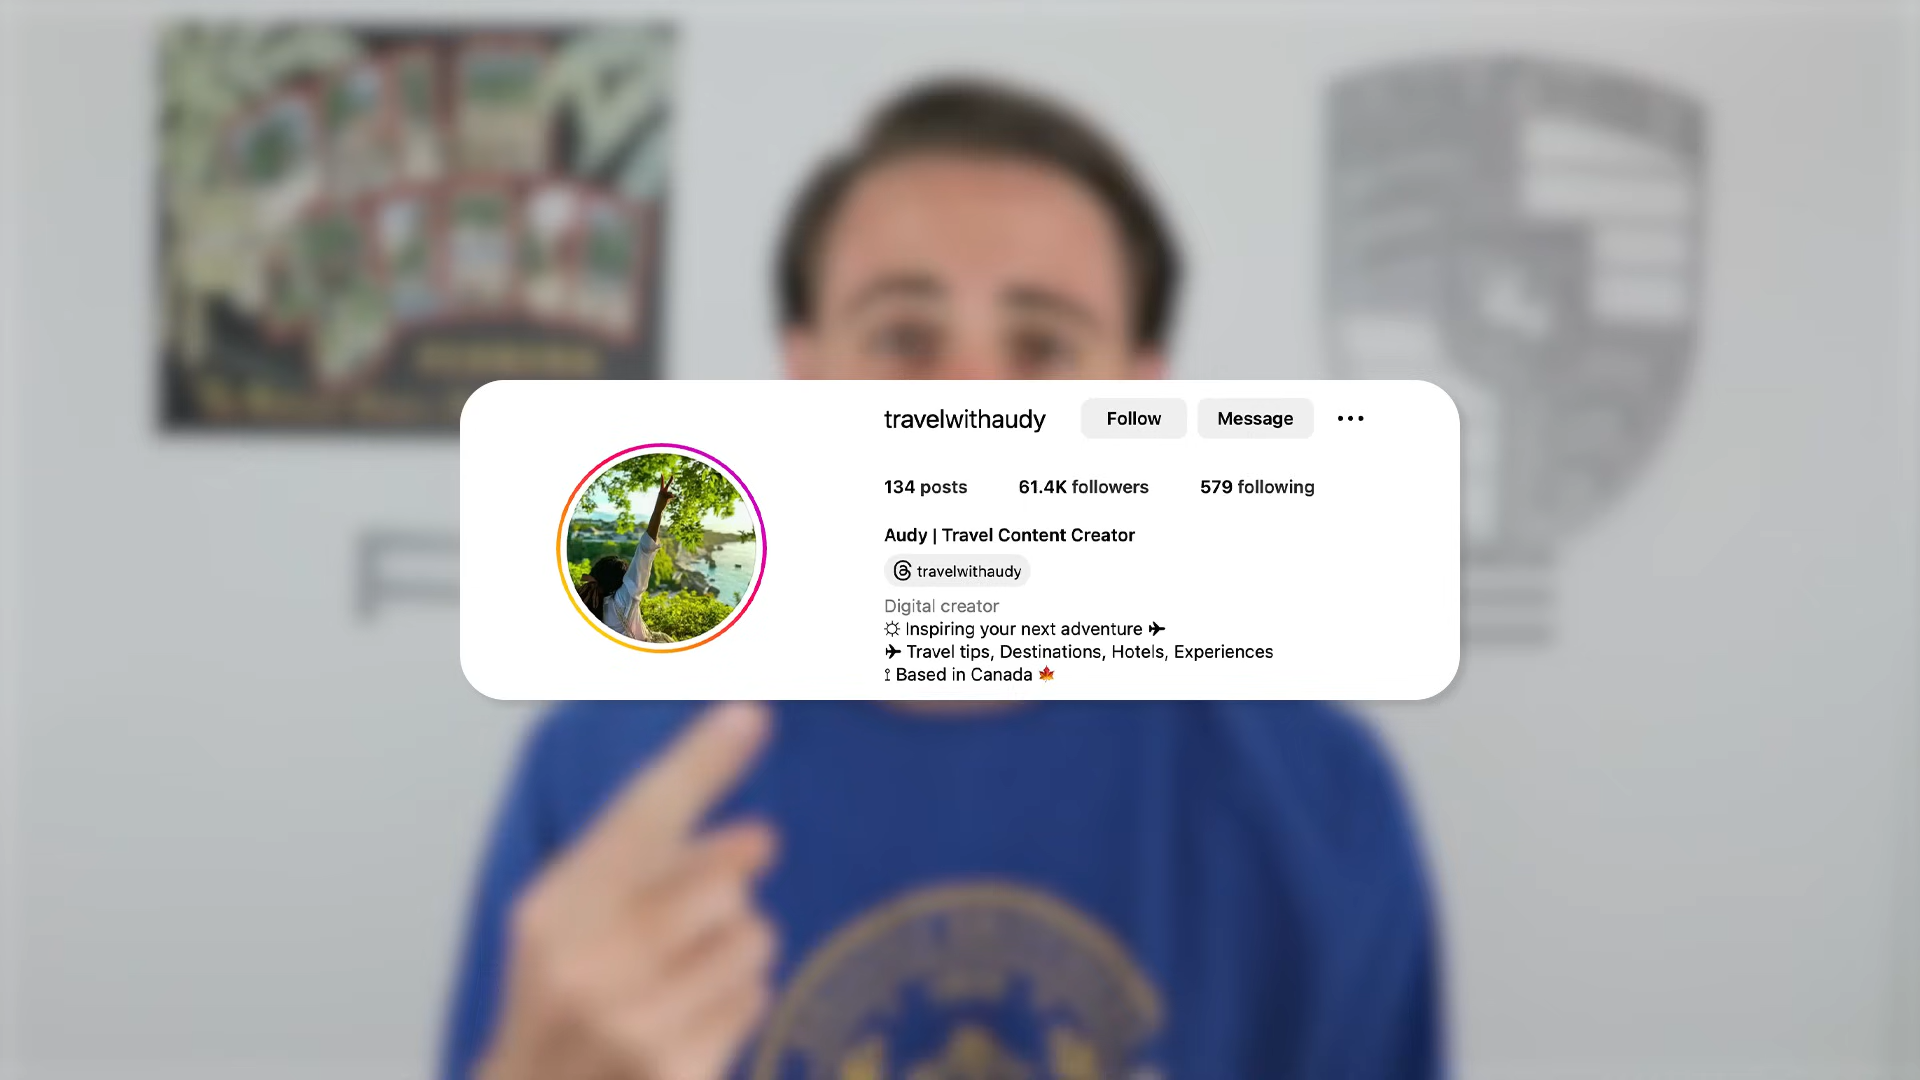 travelwithaudy Follow Message •••
134 posts 61.4K followers 579 following
Audy | Travel Content Creator
travelwithaudy
Digital creator
☼ Inspiring your next adventure ✈
✈ Travel tips, Destinations, Hotels, Experiences
⟟ Based in Canada 🍁